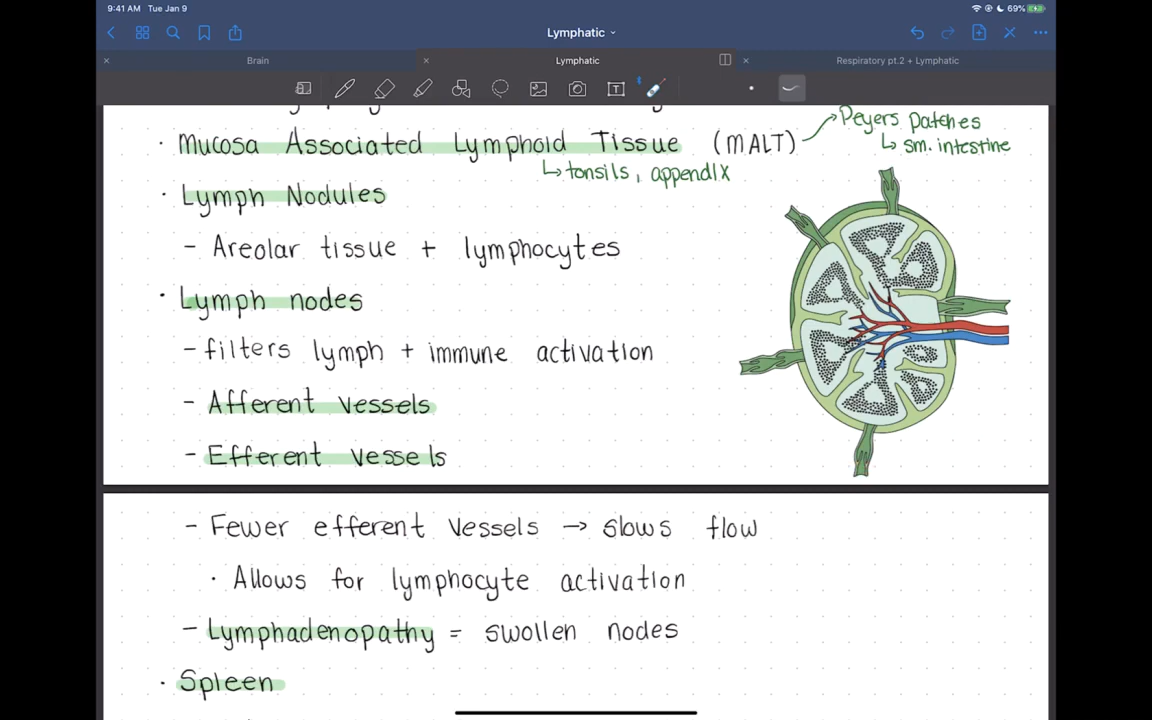 9:41 AM Tue Jan 9
69%
Lymphatic
Brain
Lymphatic
Respiratory pt.2 + Lymphatic
· Mucosa Associated Lymphoid Tissue (MALT)
Peyers patches
↳ sm. intestine
↳ tonsils, appendix
· Lymph Nodules
- Areolar tissue + lymphocytes
· Lymph nodes
- filters lymph + immune activation
- Afferent vessels
- Efferent vessels
- Fewer efferent vessels → slows flow
· Allows for lymphocyte activation
- Lymphadenopathy = swollen nodes
· Spleen